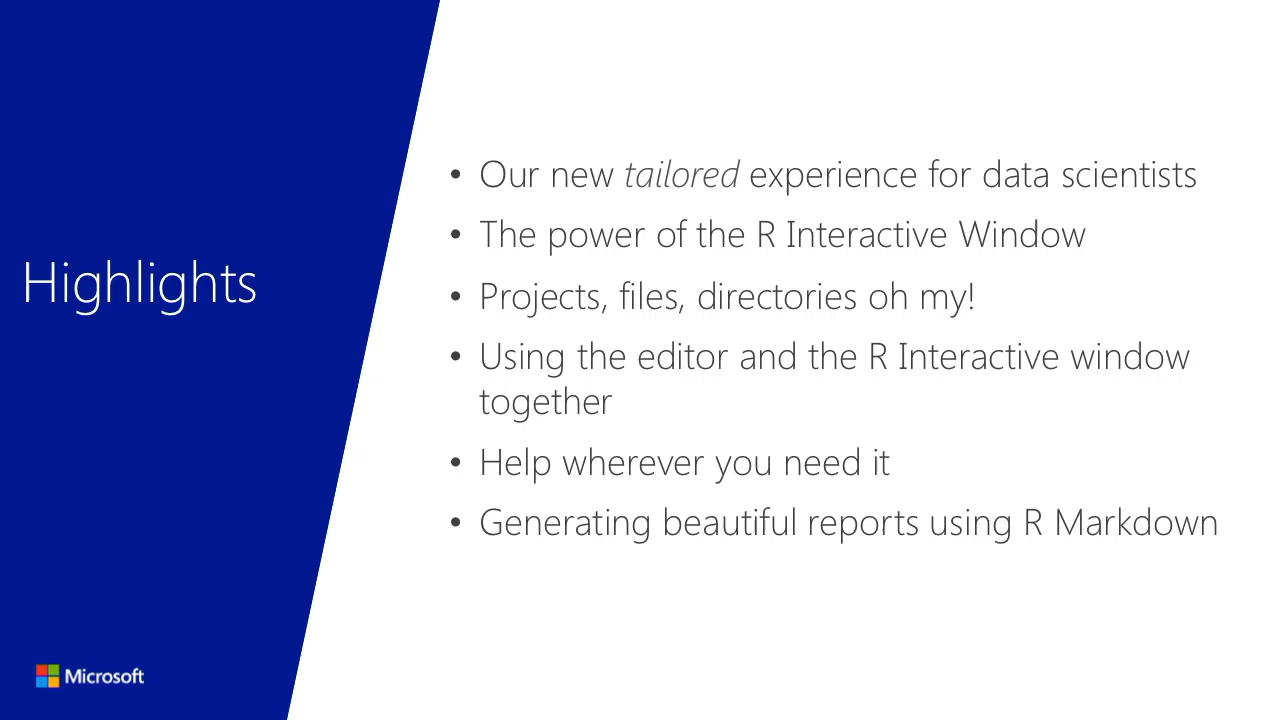 Highlights
• Our new tailored experience for data scientists
• The power of the R Interactive Window
• Projects, files, directories oh my!
• Using the editor and the R Interactive window
together
• Help wherever you need it
• Generating beautiful reports using R Markdown
Microsoft